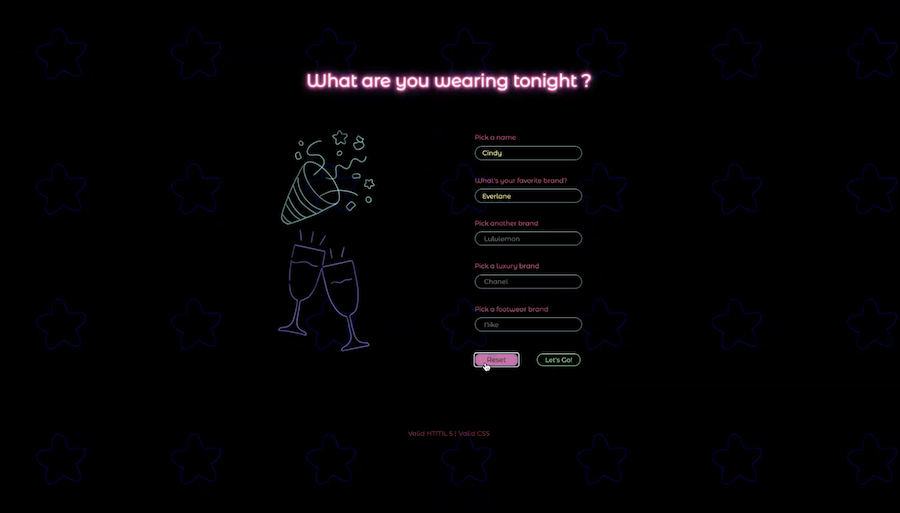 What are you wearing tonight ?
Pick a name
Cindy
What's your favorite brand?
Everlane
Pick another brand
Lululemon
Pick a luxury brand
Chanel
Pick a footwear brand
Nike
Reset
Let's Go!
Valid HTML 5 | Valid CSS